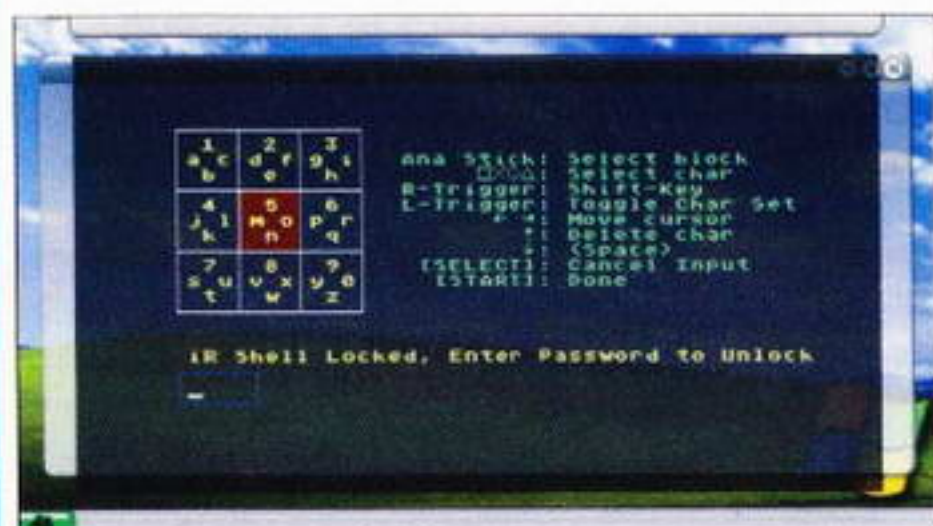 1 2 3
a c d f g i
b e h
4 5 6
j l m o p r
k n q
7 8 9
s u v x y 0
t w z
Ana Stick: Select block
□×○△: Select char
R-Trigger: Shift-Key
L-Trigger: Toggle Char Set
← →: Move cursor
↑: Delete char
↓: (Space)
[SELECT]: Cancel Input
[START]: Done
iR Shell Locked, Enter Password to Unlock